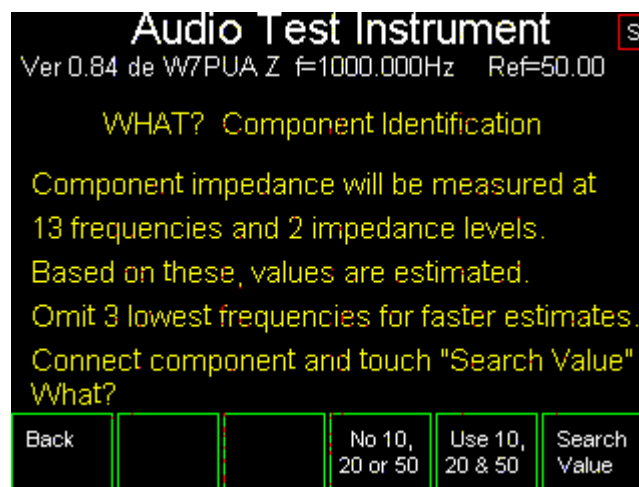 Audio Test Instrument
S
Ver 0.84 de W7PUA Z f=1000.000Hz Ref=50.00
WHAT? Component Identification
Component impedance will be measured at
13 frequencies and 2 impedance levels.
Based on these, values are estimated.
Omit 3 lowest frequencies for faster estimates.
Connect component and touch "Search Value"
What?
Back
No 10,
20 or 50
Use 10,
20 & 50
Search
Value